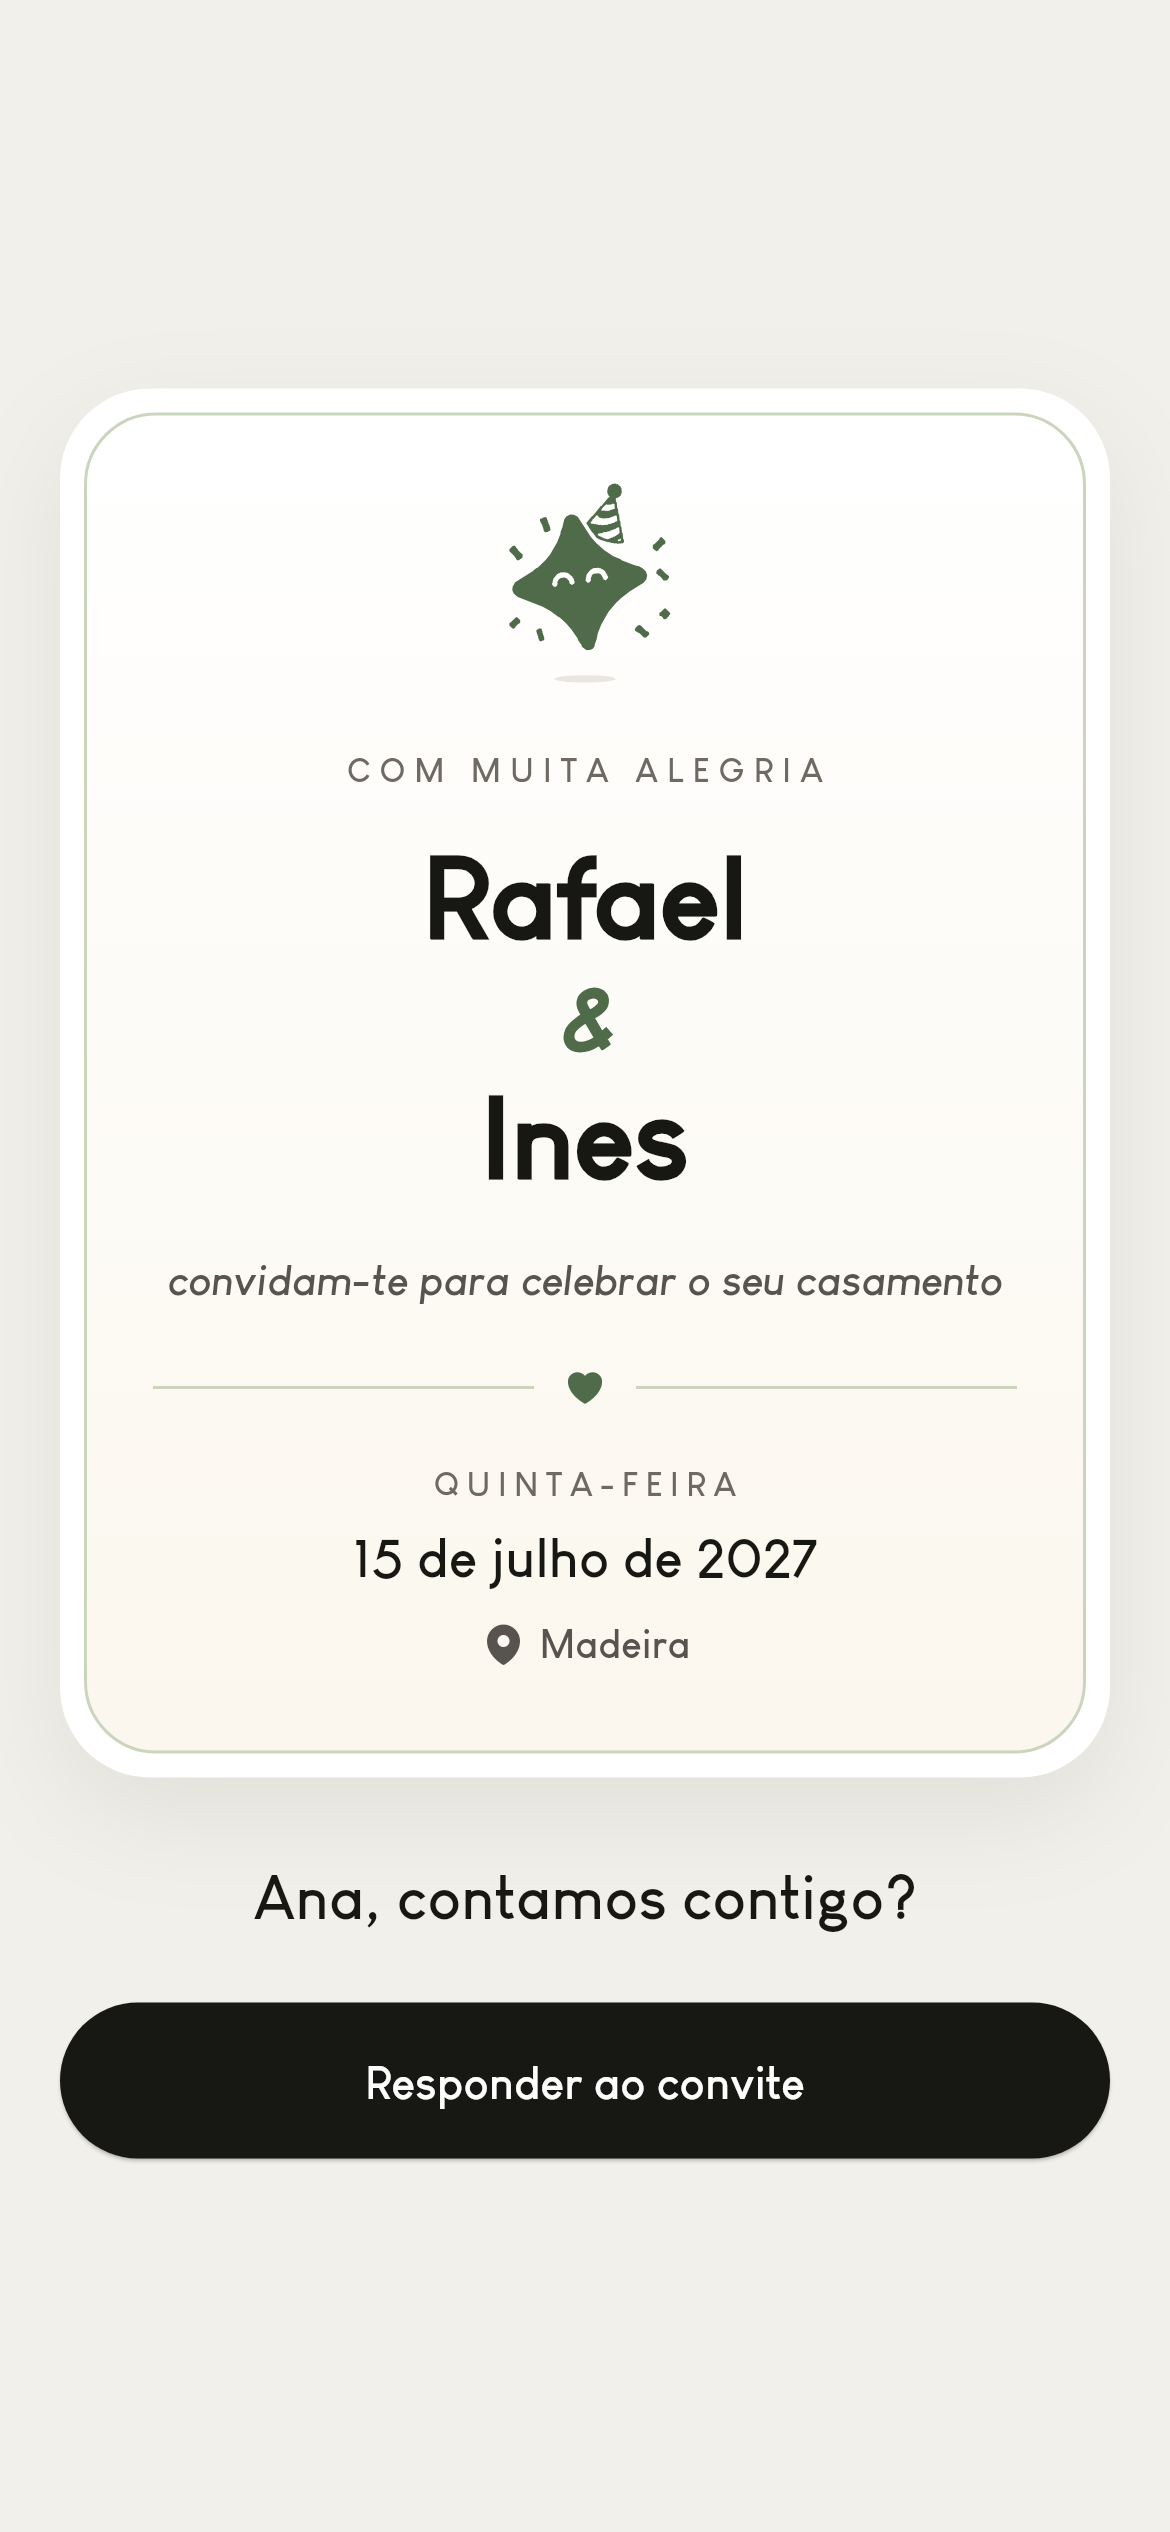 COM MUITA ALEGRIA
Rafael
&
Ines
convidam-te para celebrar o seu casamento
QUINTA-FEIRA
15 de julho de 2027
Madeira
Ana, contamos contigo?
Responder ao convite